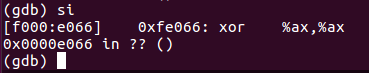 (gdb) si
[f000:e066]    0xfe066: xor    %ax,%ax
0x0000e066 in ?? ()
(gdb)